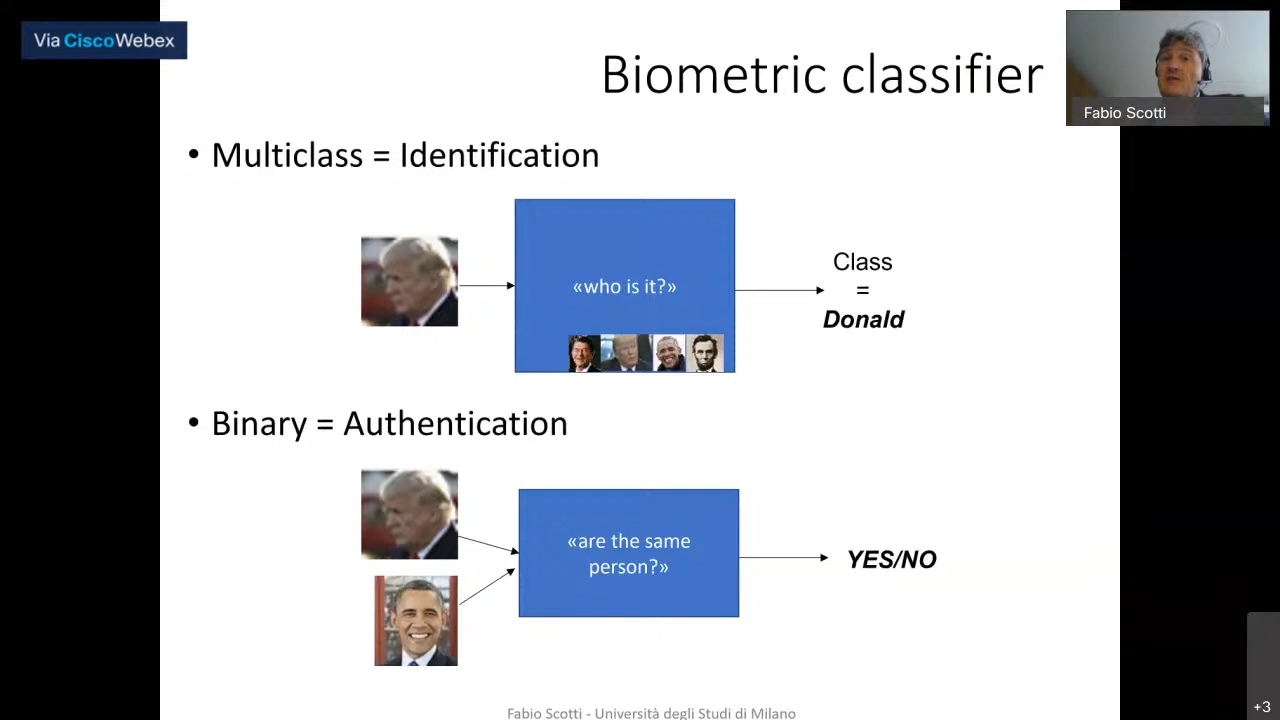 Via CiscoWebex
Biometric classifier
Fabio Scotti
• Multiclass = Identification
«who is it?»
Class
=
Donald
• Binary = Authentication
«are the same
person?»
YES/NO
Fabio Scotti - Università degli Studi di Milano
+3